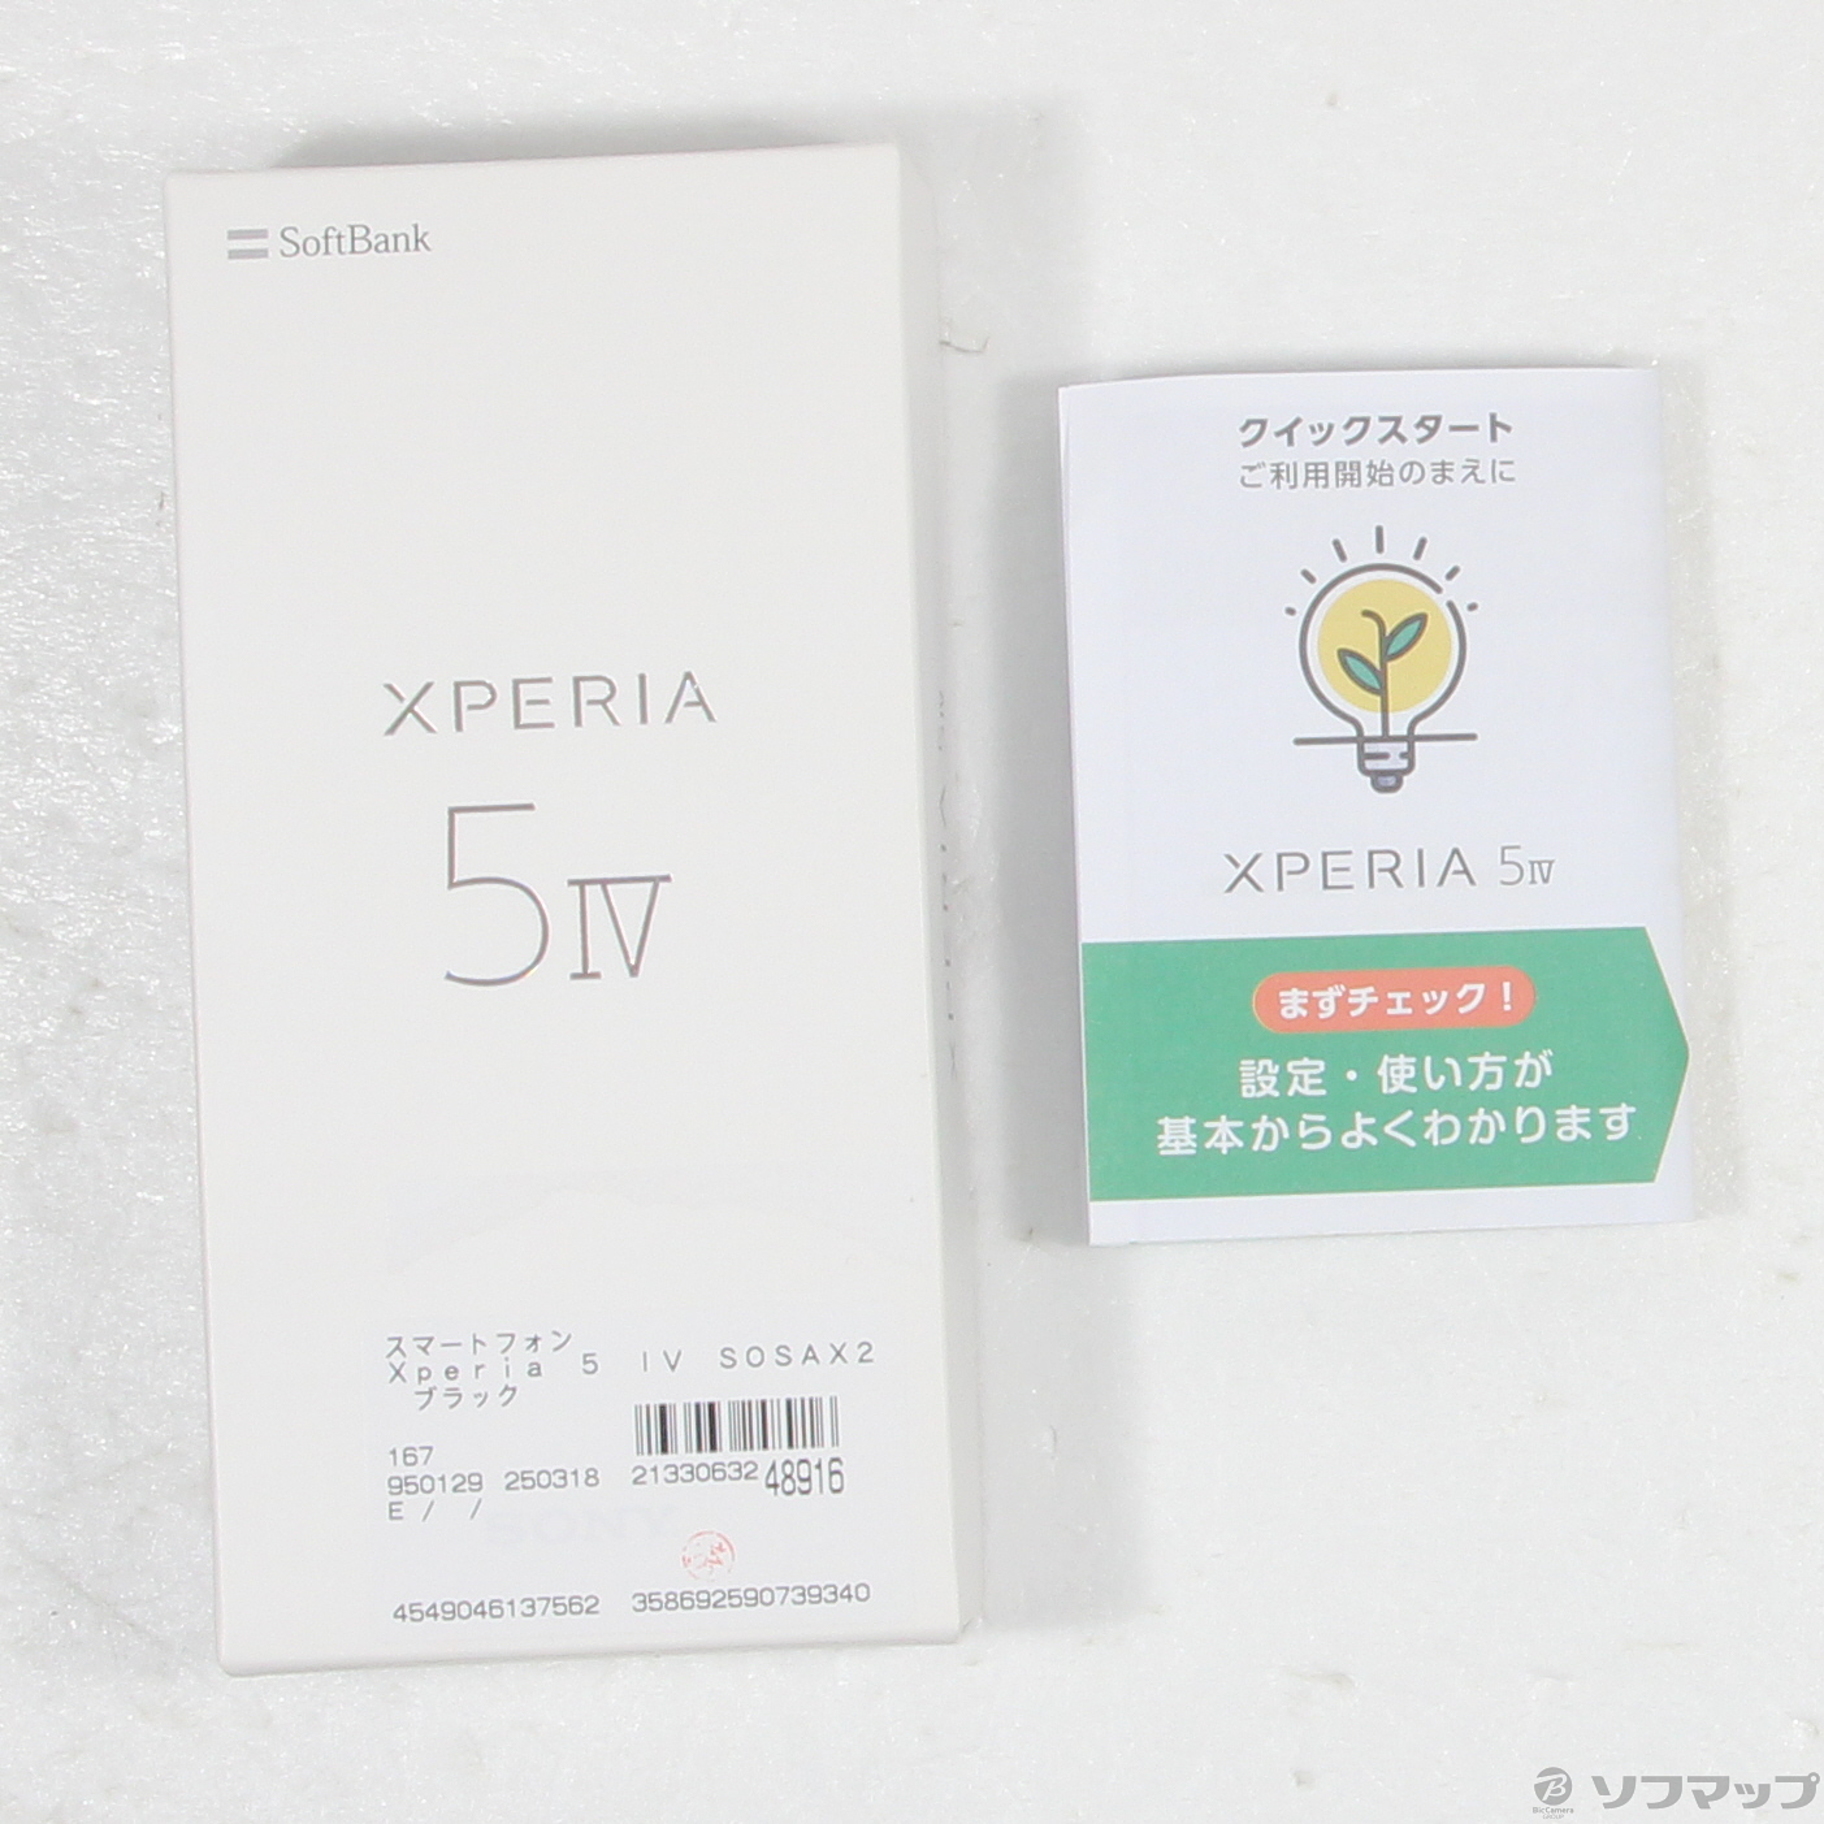 SoftBank
XPERIA
5IV
スマートフォン
Xperia 5 IV SOSAX2
ブラック
167
950129 250318 2133063248916
E / /
SONY
4549046137562 358692590739340
クイックスタート
ご利用開始のまえに
XPERIA 5IV
まずチェック！
設定・使い方が
基本からよくわかります
BicCamera
GROUP
ソフマップ